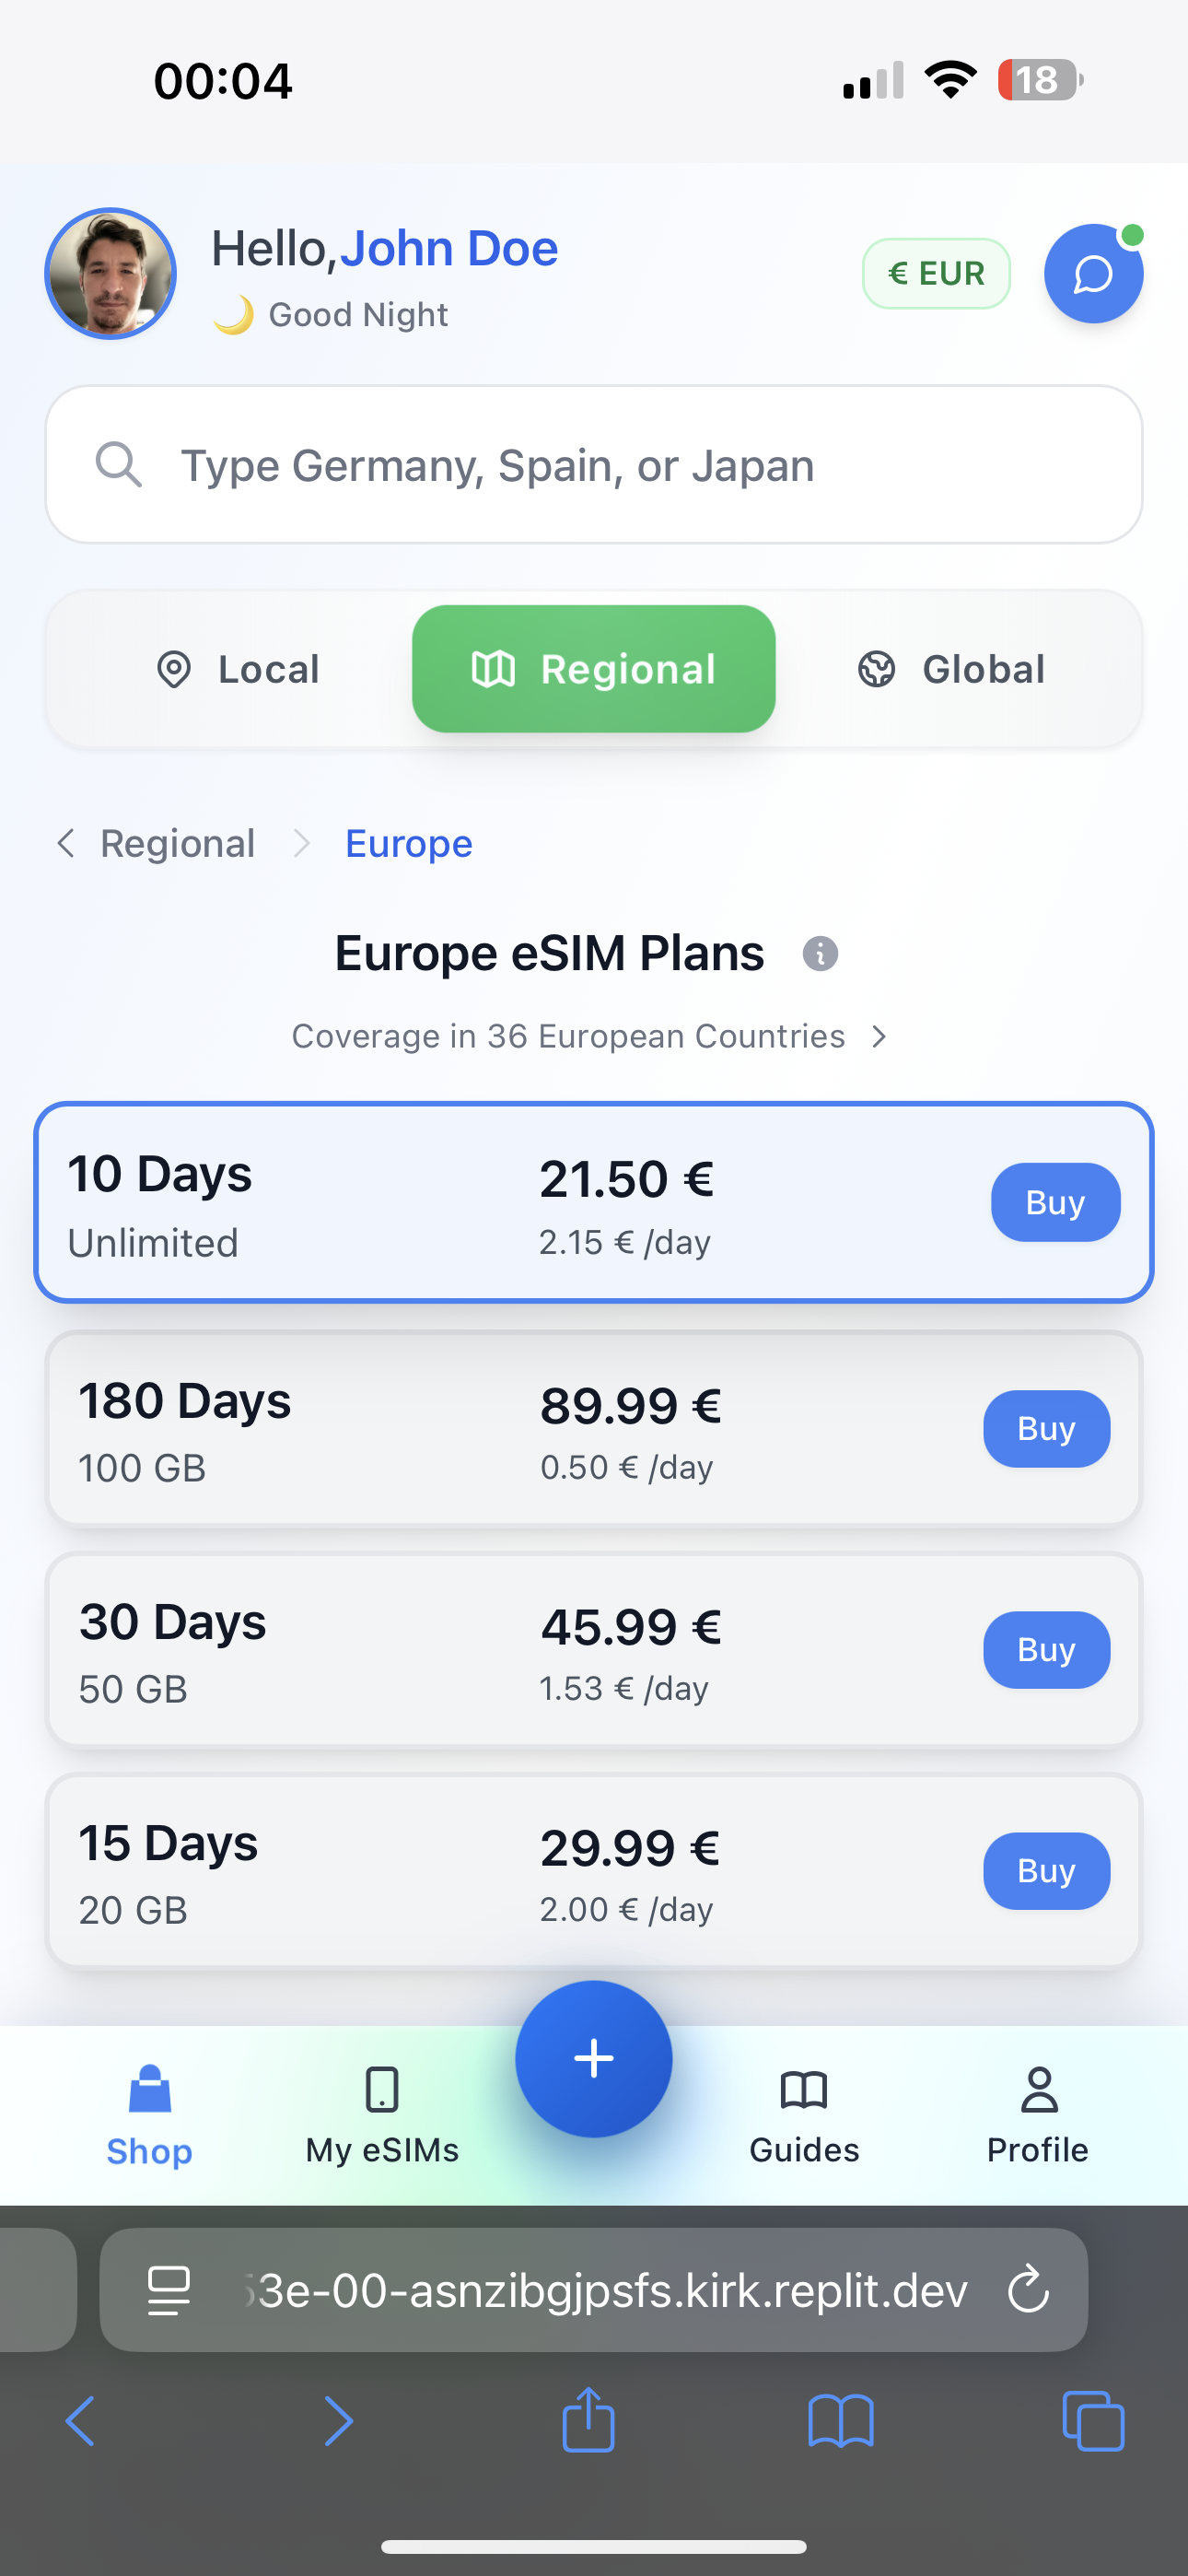 00:04
18
Hello,John Doe
🌙 Good Night
€ EUR
Type Germany, Spain, or Japan
Local
Regional
Global
Regional
Europe
Europe eSIM Plans
Coverage in 36 European Countries
10 Days
21.50 €
Unlimited
2.15 € /day
Buy
180 Days
89.99 €
100 GB
0.50 € /day
Buy
30 Days
45.99 €
50 GB
1.53 € /day
Buy
15 Days
29.99 €
20 GB
2.00 € /day
Buy
Shop
My eSIMs
Guides
Profile
3e-00-asnzibgjpsfs.kirk.replit.dev